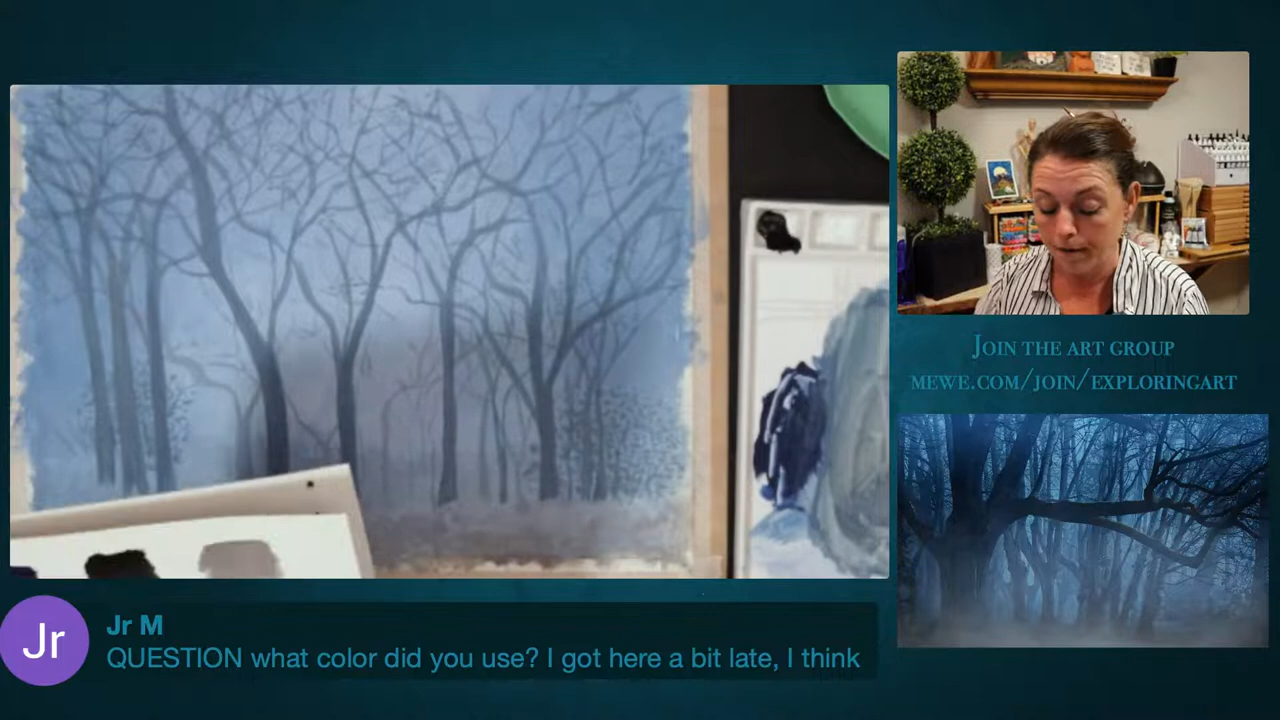 JOIN THE ART GROUP
MEWE.COM/JOIN/EXPLORINGART
Jr
Jr M
QUESTION what color did you use? I got here a bit late, I think